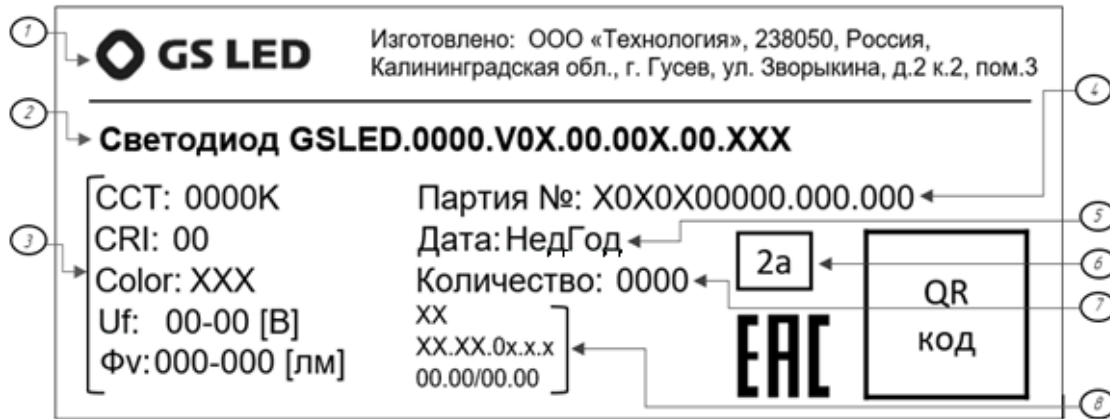 1
GS LED
Изготовлено: ООО «Технология», 238050, Россия,
Калининградская обл., г. Гусев, ул. Зворыкина, д.2 к.2, пом.3
2
4
Светодиод GSLED.0000.V0X.00.00X.00.XXX
3
CCT: 0000K
CRI: 00
Color: XXX
Uf: 00-00 [В]
Фv:000-000 [лм]
Партия №: X0X0X00000.000.000
Дата:НедГод
Количество: 0000
XX
XX.XX.0x.x.x
00.00/00.00
2а
EAC
QR
код
5
6
7
8